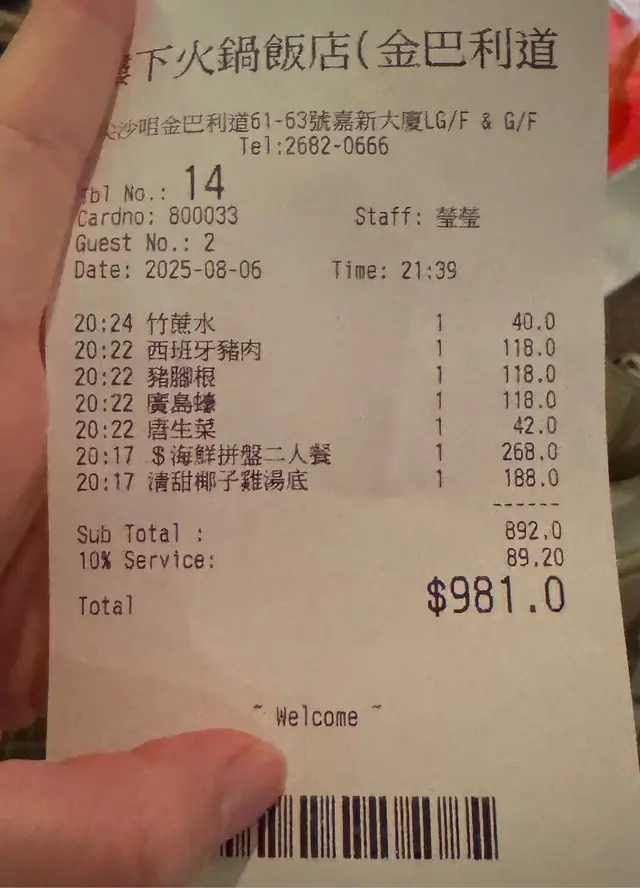 樓下火鍋飯店(金巴利道
尖沙咀金巴利道61-63號嘉新大廈LG/F & G/F
Tel:2682-0666
Tbl No.: 14
Cardno: 800033 Staff: 瑩瑩
Guest No.: 2
Date: 2025-08-06 Time: 21:39
20:24 竹蔗水 1 40.0
20:22 西班牙豬肉 1 118.0
20:22 豬腳根 1 118.0
20:22 廣島蠔 1 118.0
20:22 唐生菜 1 42.0
20:17 $海鮮拼盤二人餐 1 268.0
20:17 清甜椰子雞湯底 1 188.0
------
Sub Total : 892.0
10% Service: 89.20
Total $981.0
~ Welcome ~